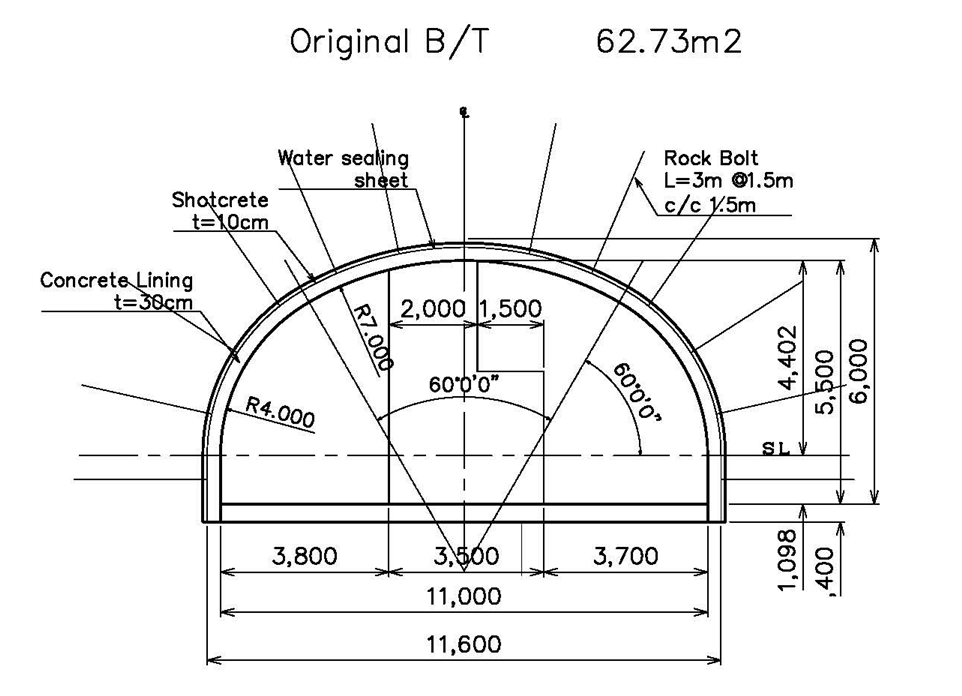 Original B/T 62.73m2
℄
Water sealing
sheet
Rock Bolt
L=3m @1.5m
c/c 1.5m
Shotcrete
t=10cm
Concrete Lining
t=30cm
2,000
1,500
R7.000
60°0'0"
60°0'0"
R4.000
4,402
5,500
6,000
SL
3,800
3,500
3,700
1,098
,400
11,000
11,600